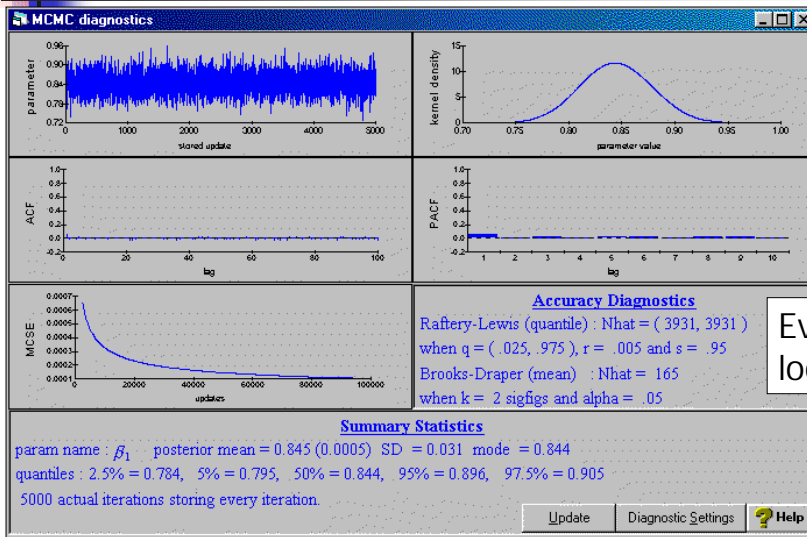 MCMC diagnostics
parameter
0.96
0.90
0.84
0.78
0.72
0 1000 2000 3000 4000 5000
stored update
kernel density
15
10
5
0
0.70 0.75 0.80 0.85 0.90 0.95 1.00
parameter value
ACF
1.0
0.8
0.6
0.4
0.2
0.0
-0.2
0 20 40 60 80 100
lag
PACF
1.0
0.8
0.6
0.4
0.2
0.0
-0.2
1 2 3 4 5 6 7 8 9 10
lag
MCSE
0.0007
0.0006
0.0005
0.0004
0.0003
0.0002
0.0001
0 20000 40000 60000 80000 100000
updates
Accuracy Diagnostics
Raftery-Lewis (quantile) : Nhat = ( 3931, 3931 )
when q = ( .025, .975 ), r = .005 and s = .95
Brooks-Draper (mean) : Nhat = 165
when k = 2 sigfigs and alpha = .05
Ev
loo
Summary Statistics
param name : β1 posterior mean = 0.845 (0.0005) SD = 0.031 mode = 0.844
quantiles : 2.5% = 0.784, 5% = 0.795, 50% = 0.844, 95% = 0.896, 97.5% = 0.905
5000 actual iterations storing every iteration.
Update Diagnostic Settings Help